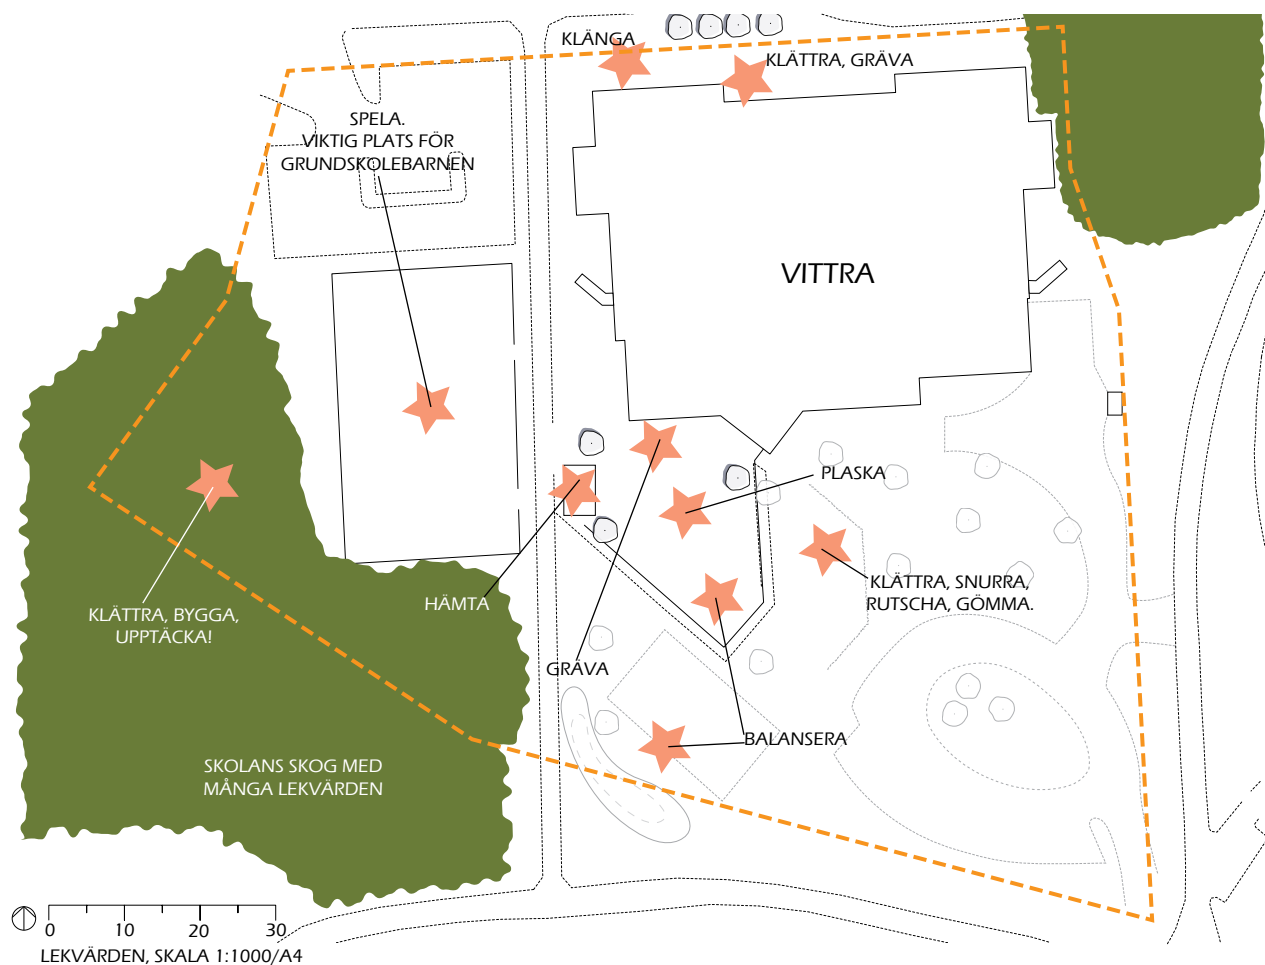 KLÄNGA
KLÄTTRA, GRÄVA
SPELA.
VIKTIG PLATS FÖR
GRUNDSKOLEBARNEN
VITTRA
PLASKA
KLÄTTRA, SNURRA,
RUTSCHA, GÖMMA.
HÄMTA
KLÄTTRA, BYGGA,
UPPTÄCKA!
GRÄVA
BALANSERA
SKOLANS SKOG MED
MÅNGA LEKVÄRDEN
0 10 20 30
LEKVÄRDEN, SKALA 1:1000/A4